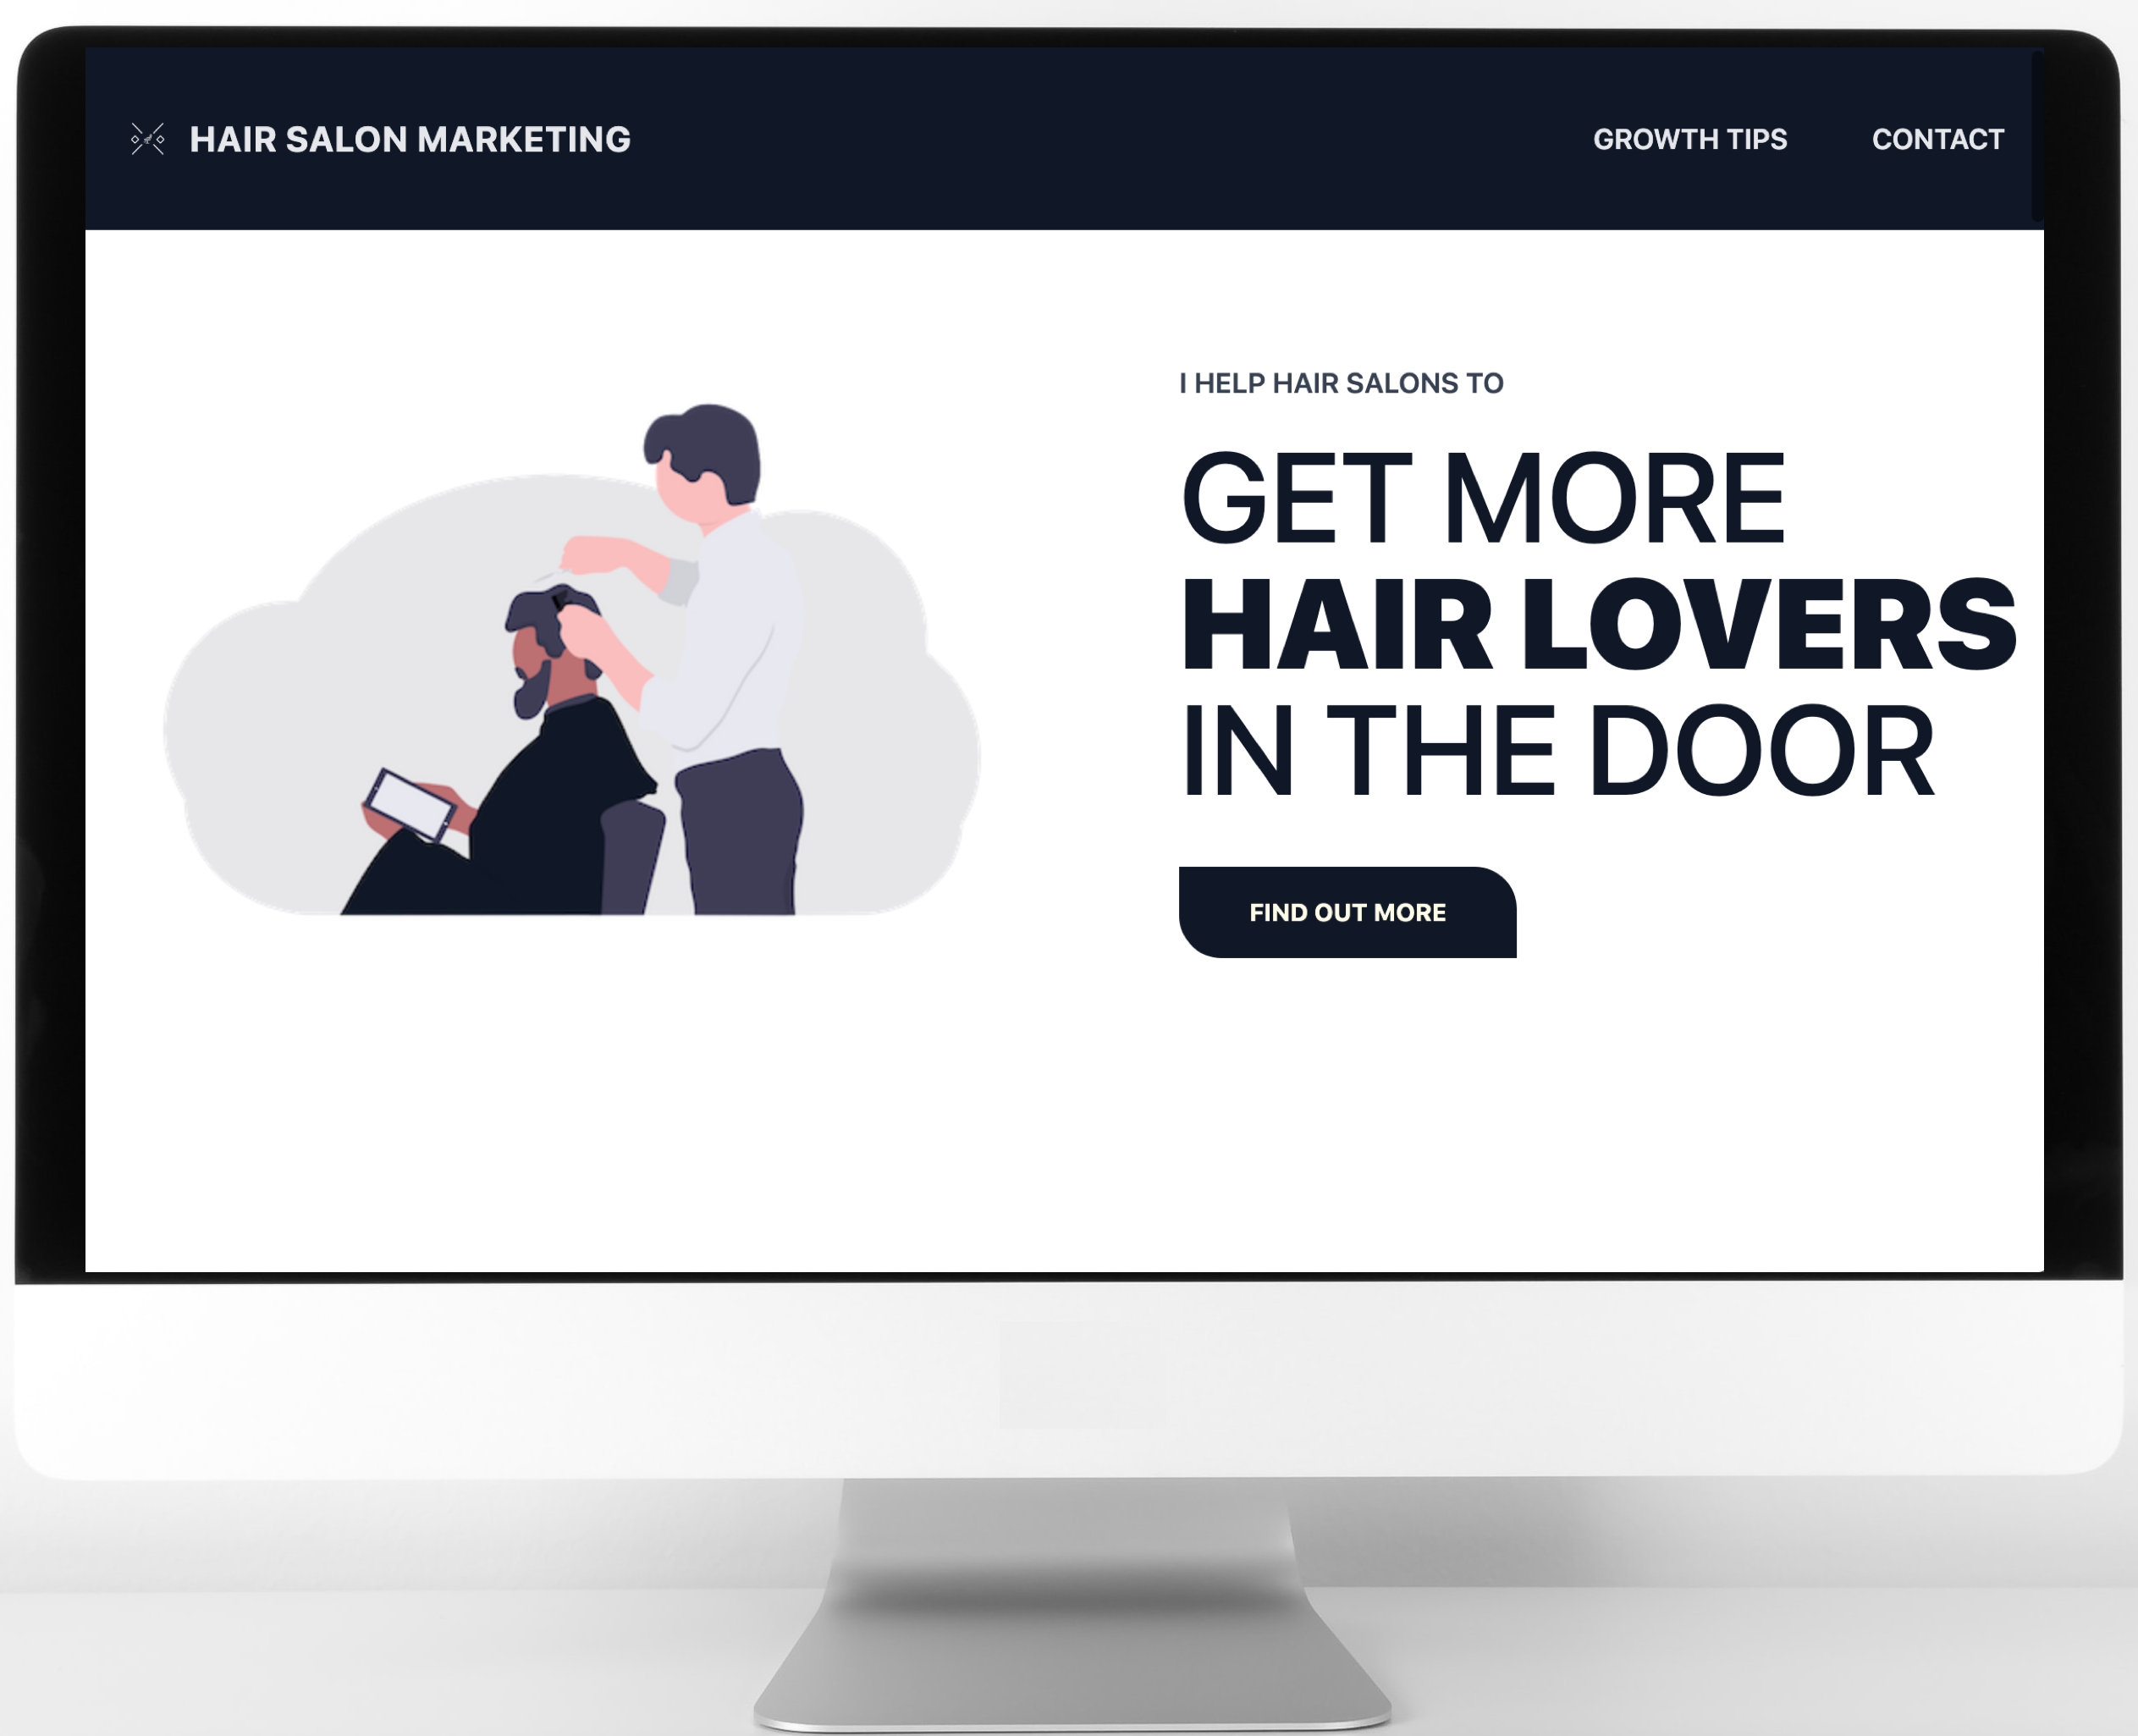 HAIR SALON MARKETING
GROWTH TIPS
CONTACT
I HELP HAIR SALONS TO
GET MORE
HAIR LOVERS
IN THE DOOR
FIND OUT MORE